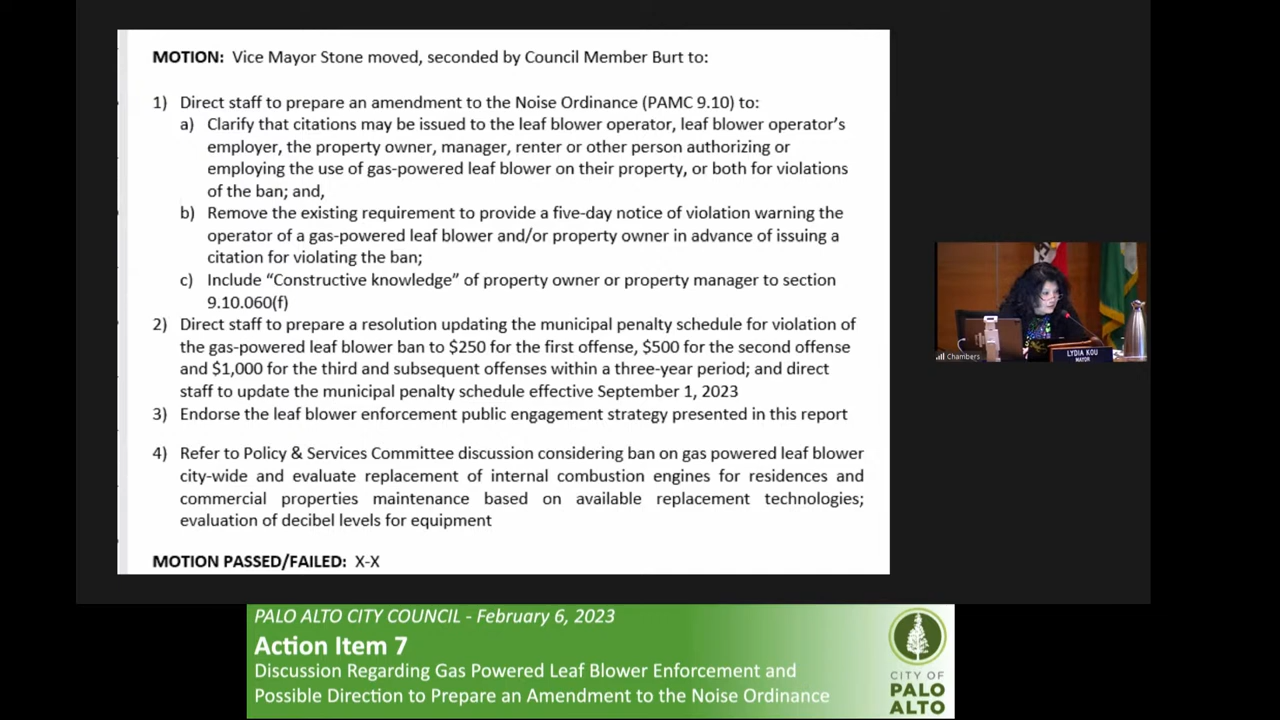 MOTION: Vice Mayor Stone moved, seconded by Council Member Burt to:
1) Direct staff to prepare an amendment to the Noise Ordinance (PAMC 9.10) to:
a) Clarify that citations may be issued to the leaf blower operator, leaf blower operator's
employer, the property owner, manager, renter or other person authorizing or
employing the use of gas-powered leaf blower on their property, or both for violations
of the ban; and,
b) Remove the existing requirement to provide a five-day notice of violation warning the
operator of a gas-powered leaf blower and/or property owner in advance of issuing a
citation for violating the ban;
c) Include “Constructive knowledge” of property owner or property manager to section
9.10.060(f)
2) Direct staff to prepare a resolution updating the municipal penalty schedule for violation of
the gas-powered leaf blower ban to $250 for the first offense, $500 for the second offense
and $1,000 for the third and subsequent offenses within a three-year period; and direct
staff to update the municipal penalty schedule effective September 1, 2023
3) Endorse the leaf blower enforcement public engagement strategy presented in this report
4) Refer to Policy & Services Committee discussion considering ban on gas powered leaf blower
city-wide and evaluate replacement of internal combustion engines for residences and
commercial properties maintenance based on available replacement technologies;
evaluation of decibel levels for equipment
MOTION PASSED/FAILED: X-X
Chambers
LYDIA KOU
MAYOR
PALO ALTO CITY COUNCIL - February 6, 2023
Action Item 7
Discussion Regarding Gas Powered Leaf Blower Enforcement and
Possible Direction to Prepare an Amendment to the Noise Ordinance
CITY OF
PALO
ALTO